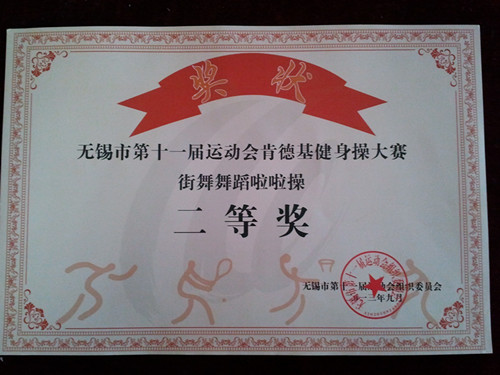 奖状
无锡市第十一届运动会肯德基健身操大赛
街舞舞蹈啦啦操
二等奖
无锡市第十一届运动会组织委员会
一三年九月